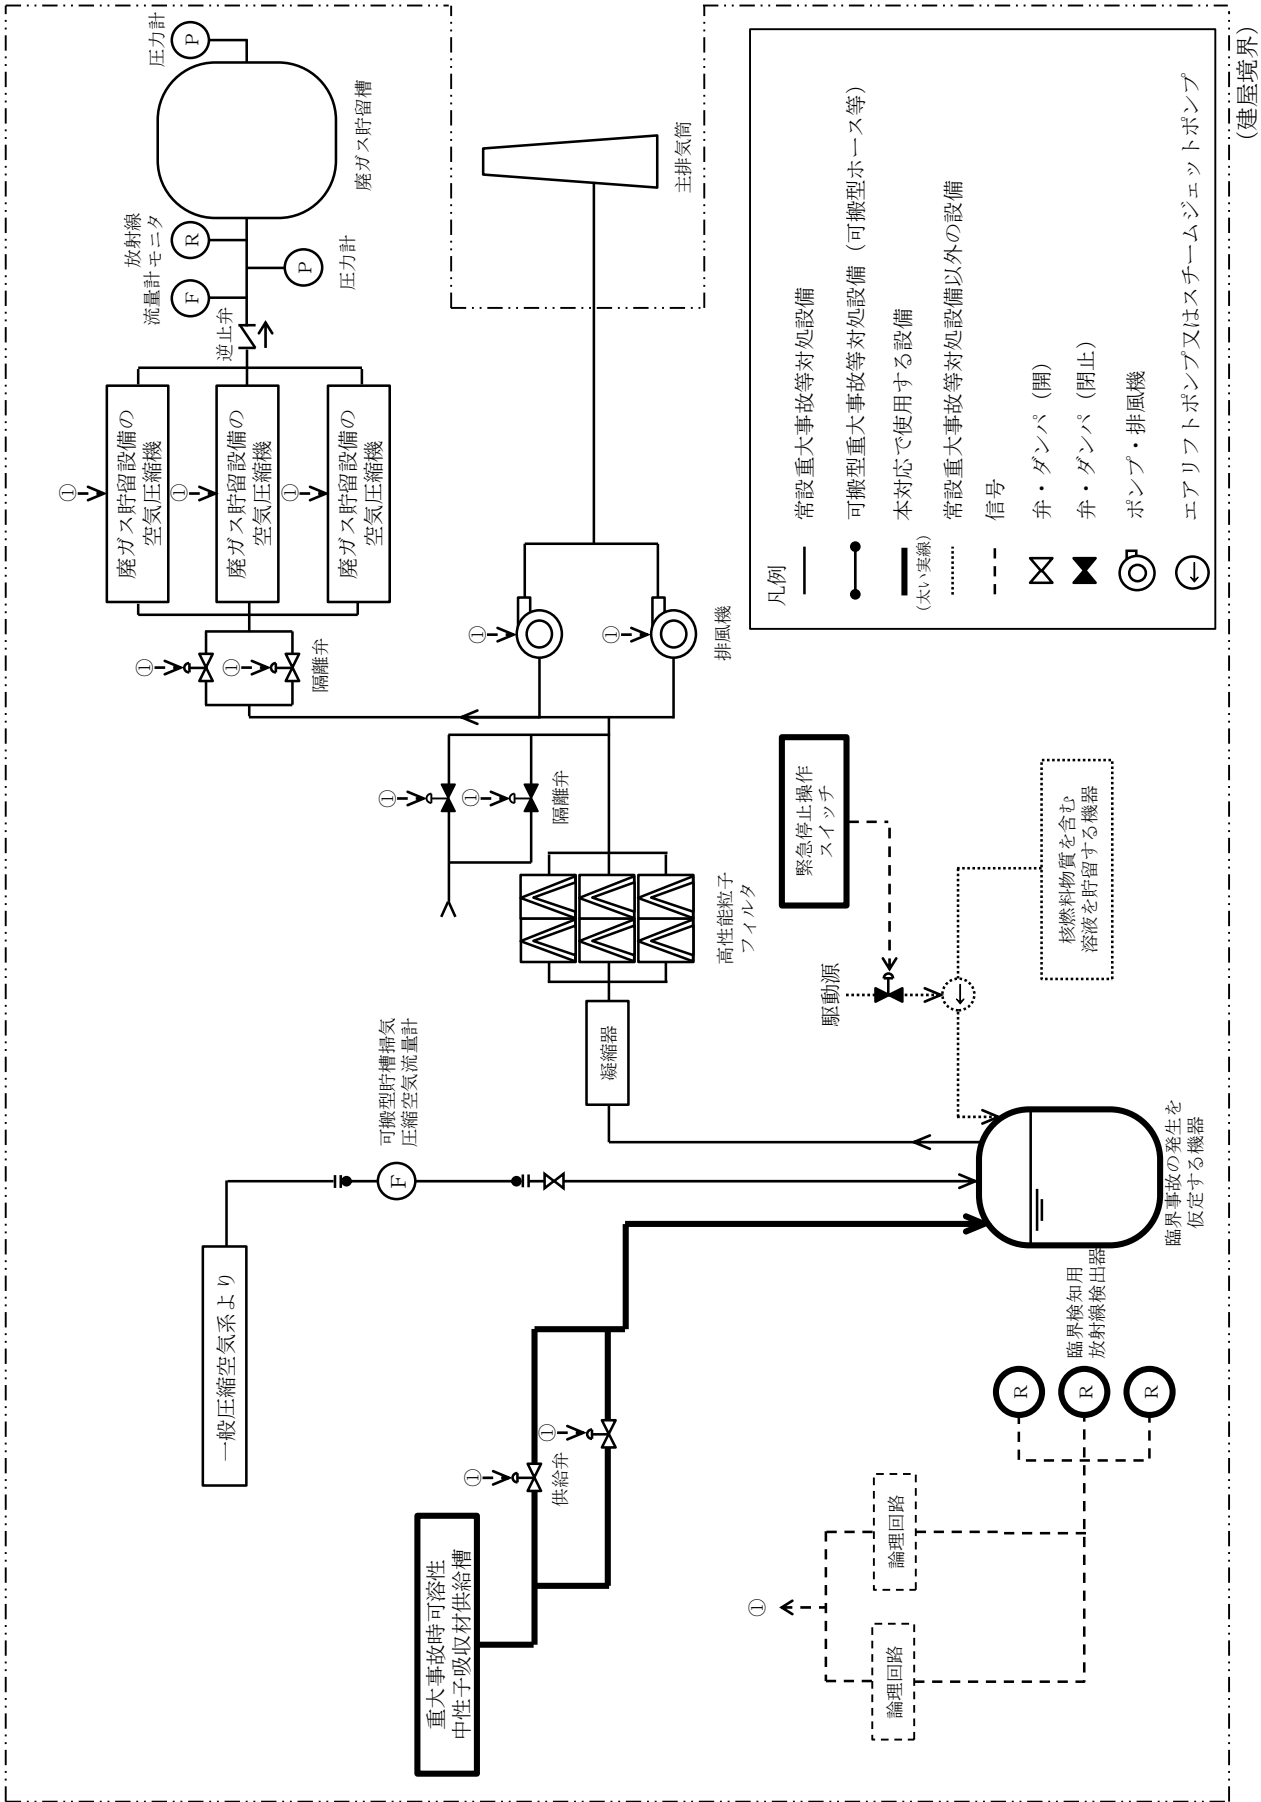 重大事故時可溶性
中性子吸収材供給槽
供給弁
①
①
一般圧縮空気系より
可搬型貯槽掃気
圧縮空気流量計
F
論理回路
論理回路
①
R
R
R
臨界検知用
放射線検出器
臨界事故の発生を
仮定する機器
凝縮器
高性能粒子
フィルタ
隔離弁
①
①
駆動源
緊急停止操作
スイッチ
核燃料物質を含む
溶液を貯留する機器
隔離弁
①
①
排風機
①
①
廃ガス貯留設備の
空気圧縮機
①
廃ガス貯留設備の
空気圧縮機
①
廃ガス貯留設備の
空気圧縮機
①
逆止弁
流量計
F
放射線
モニタ
R
圧力計
P
廃ガス貯留槽
圧力計
P
主排気筒
凡例
常設重大事故等対処設備
可搬型重大事故等対処設備（可搬型ホース等）
本対応で使用する設備
(太い実線)
常設重大事故等対処設備以外の設備
信号
弁・ダンパ（開）
弁・ダンパ（閉止）
ポンプ・排風機
エアリフトポンプ又はスチームジェットポンプ
(建屋境界)